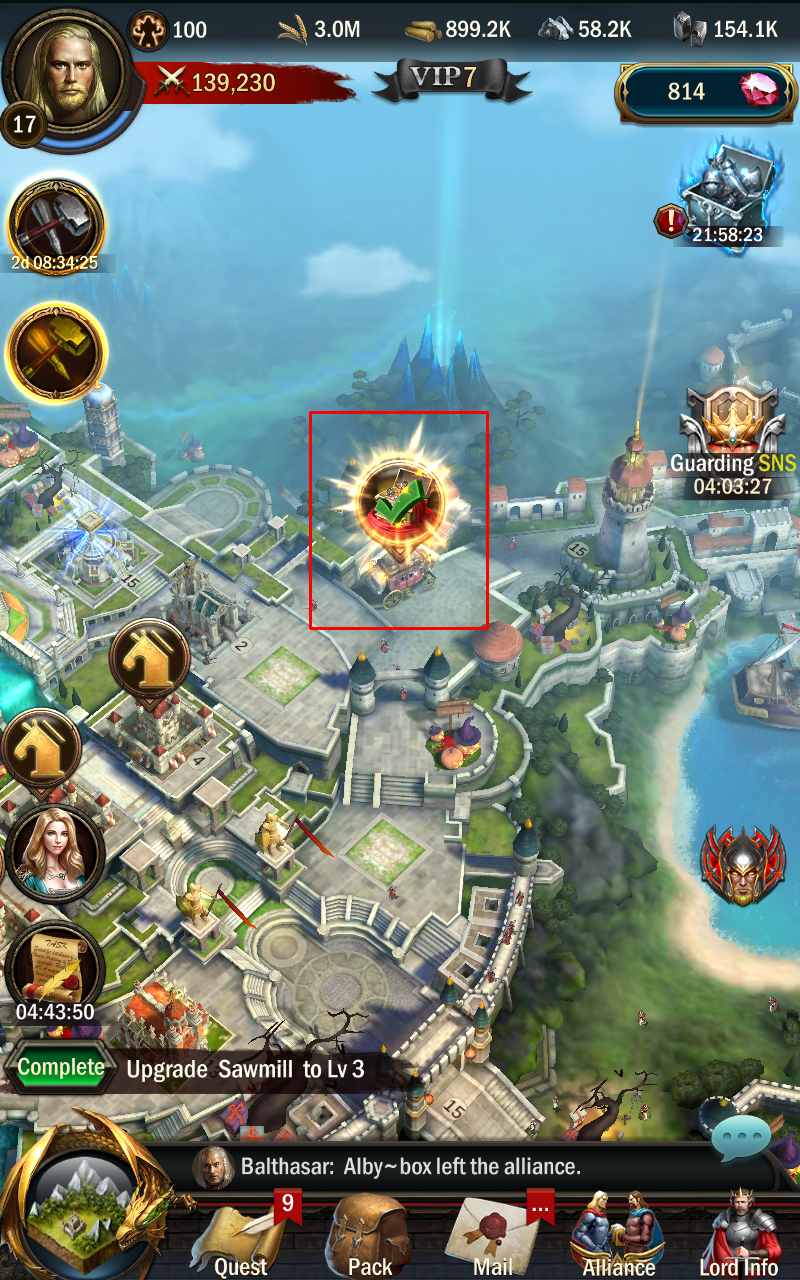 100
3.0M
899.2K
58.2K
154.1K
139,230
VIP7
814
17
21:58:23
2d 08:34:25
Guarding SNS
04:03:27
15
15
2
4
TASK
04:43:50
Complete
Upgrade Sawmill to Lv 3
15
Balthasar: Alby~box left the alliance.
9
...
Quest
Pack
Mail
Alliance
Lord Info